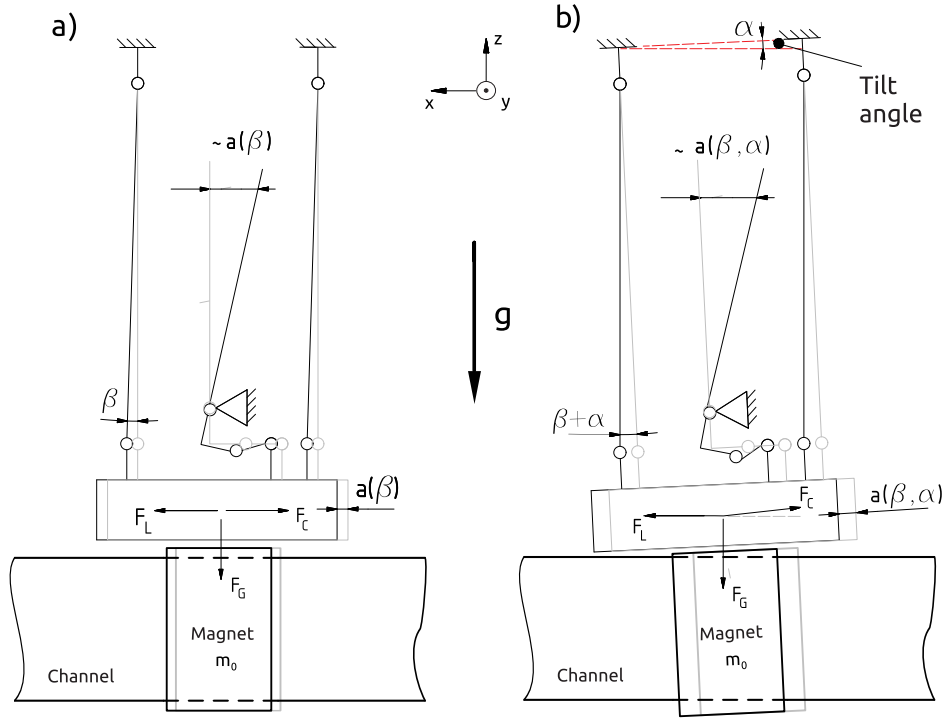 a)
b)
α
z
x
y
Tilt
angle
~ a(β)
~ a(β,α)
g
β
β+α
a(β)
a(β,α)
F_L
F_C
F_L
F_C
F_G
F_G
Magnet
m₀
Magnet
m₀
Channel
Channel